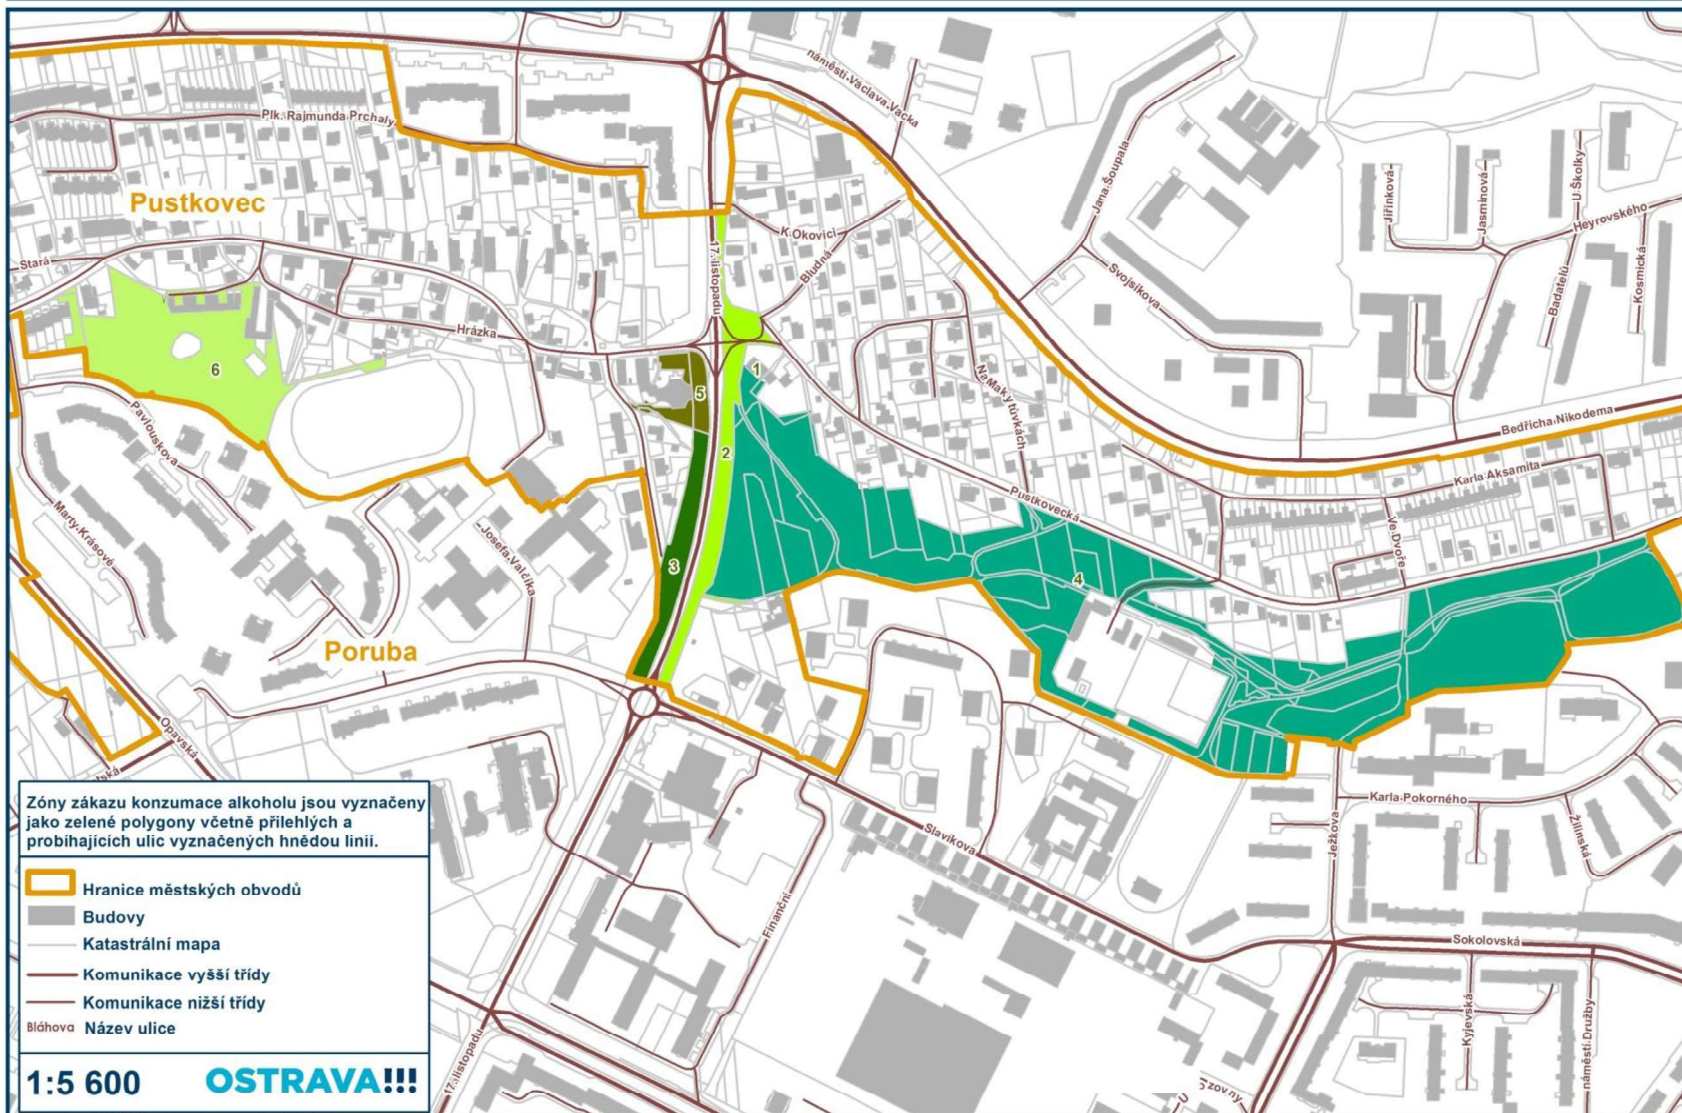 náměstí Václava Vacka
Plk. Rajmunda Prchaly
Jana Šoupala
Jiřinková
Jasmínová
U Školky
Heyrovského
Pustkovec
K Okovici
Bludná
17. listopadu
Svojsíkova
Badatelů
Kosmická
Stará
Hrázka
6
5
1
2
Na Makytůvkách
Bedřicha Nikodema
Karla Aksamita
Pavlouskova
Pustkovecká
Ve Dvoře
Marty Krásové
Josefa Valčíka
3
4
Poruba
Opavská
Zóny zákazu konzumace alkoholu jsou vyznačeny
jako zelené polygony včetně přilehlých a
probíhajících ulic vyznačených hnědou linií.
Hranice městských obvodů
Budovy
Katastrální mapa
Komunikace vyšší třídy
Komunikace nižší třídy
Bláhova Název ulice
1:5 600 OSTRAVA!!!
Slavíkova
Karla Pokorného
Ježkova
Žilinská
Finanční
Sokolovská
Kyjevská
náměstí Družby
17. listopadu